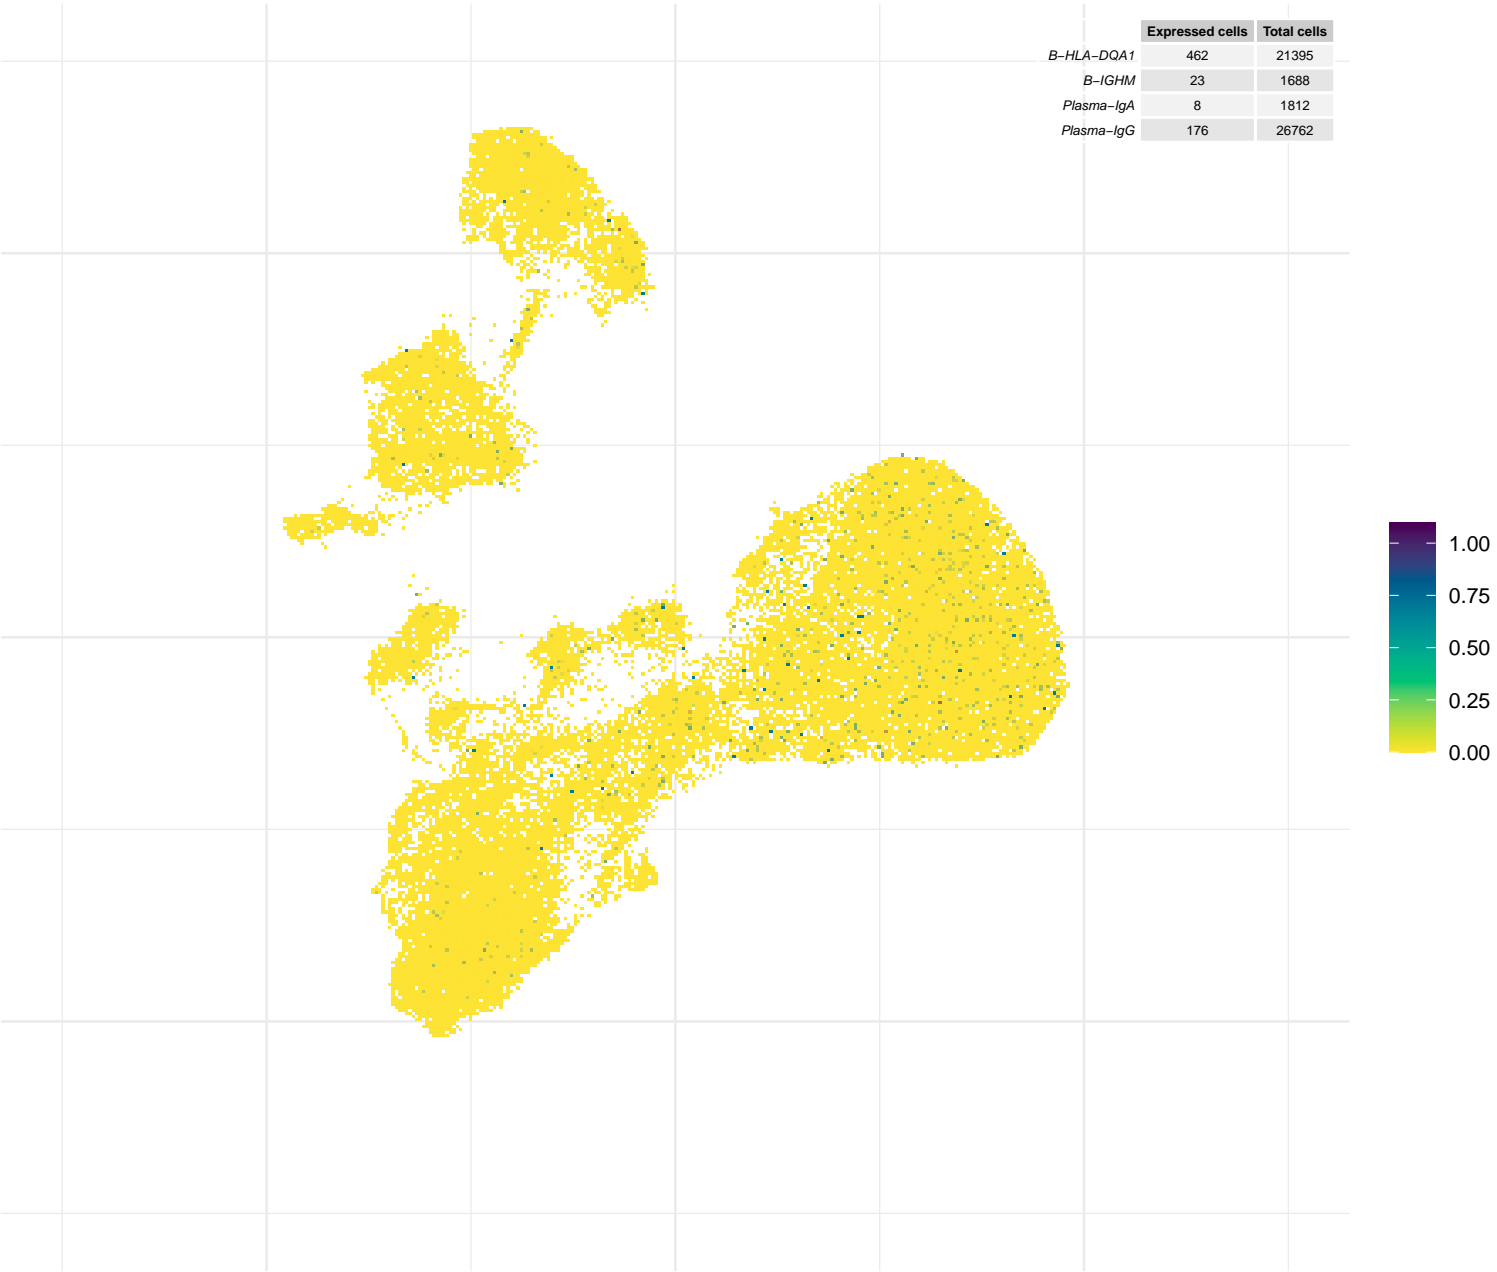 Expressed cells Total cells
B−HLA−DQA1 462 21395
B−IGHM 23 1688
Plasma−IgA 8 1812
Plasma−IgG 176 26762
1.00
0.75
0.50
0.25
0.00